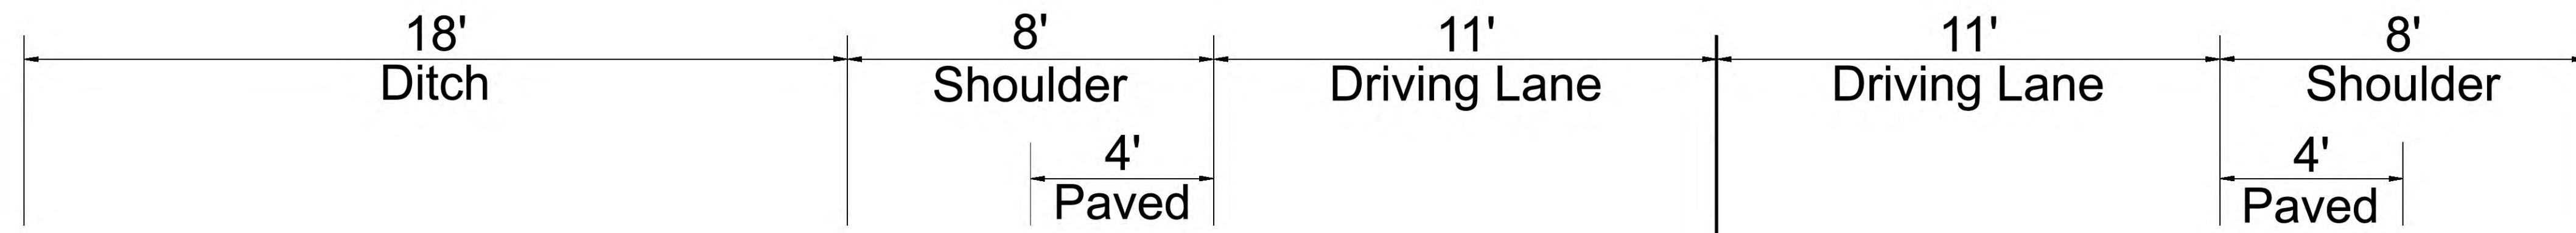 18' 8' 11' 11' 8'
Ditch Shoulder Driving Lane Driving Lane Shoulder
4' 4'
Paved Paved